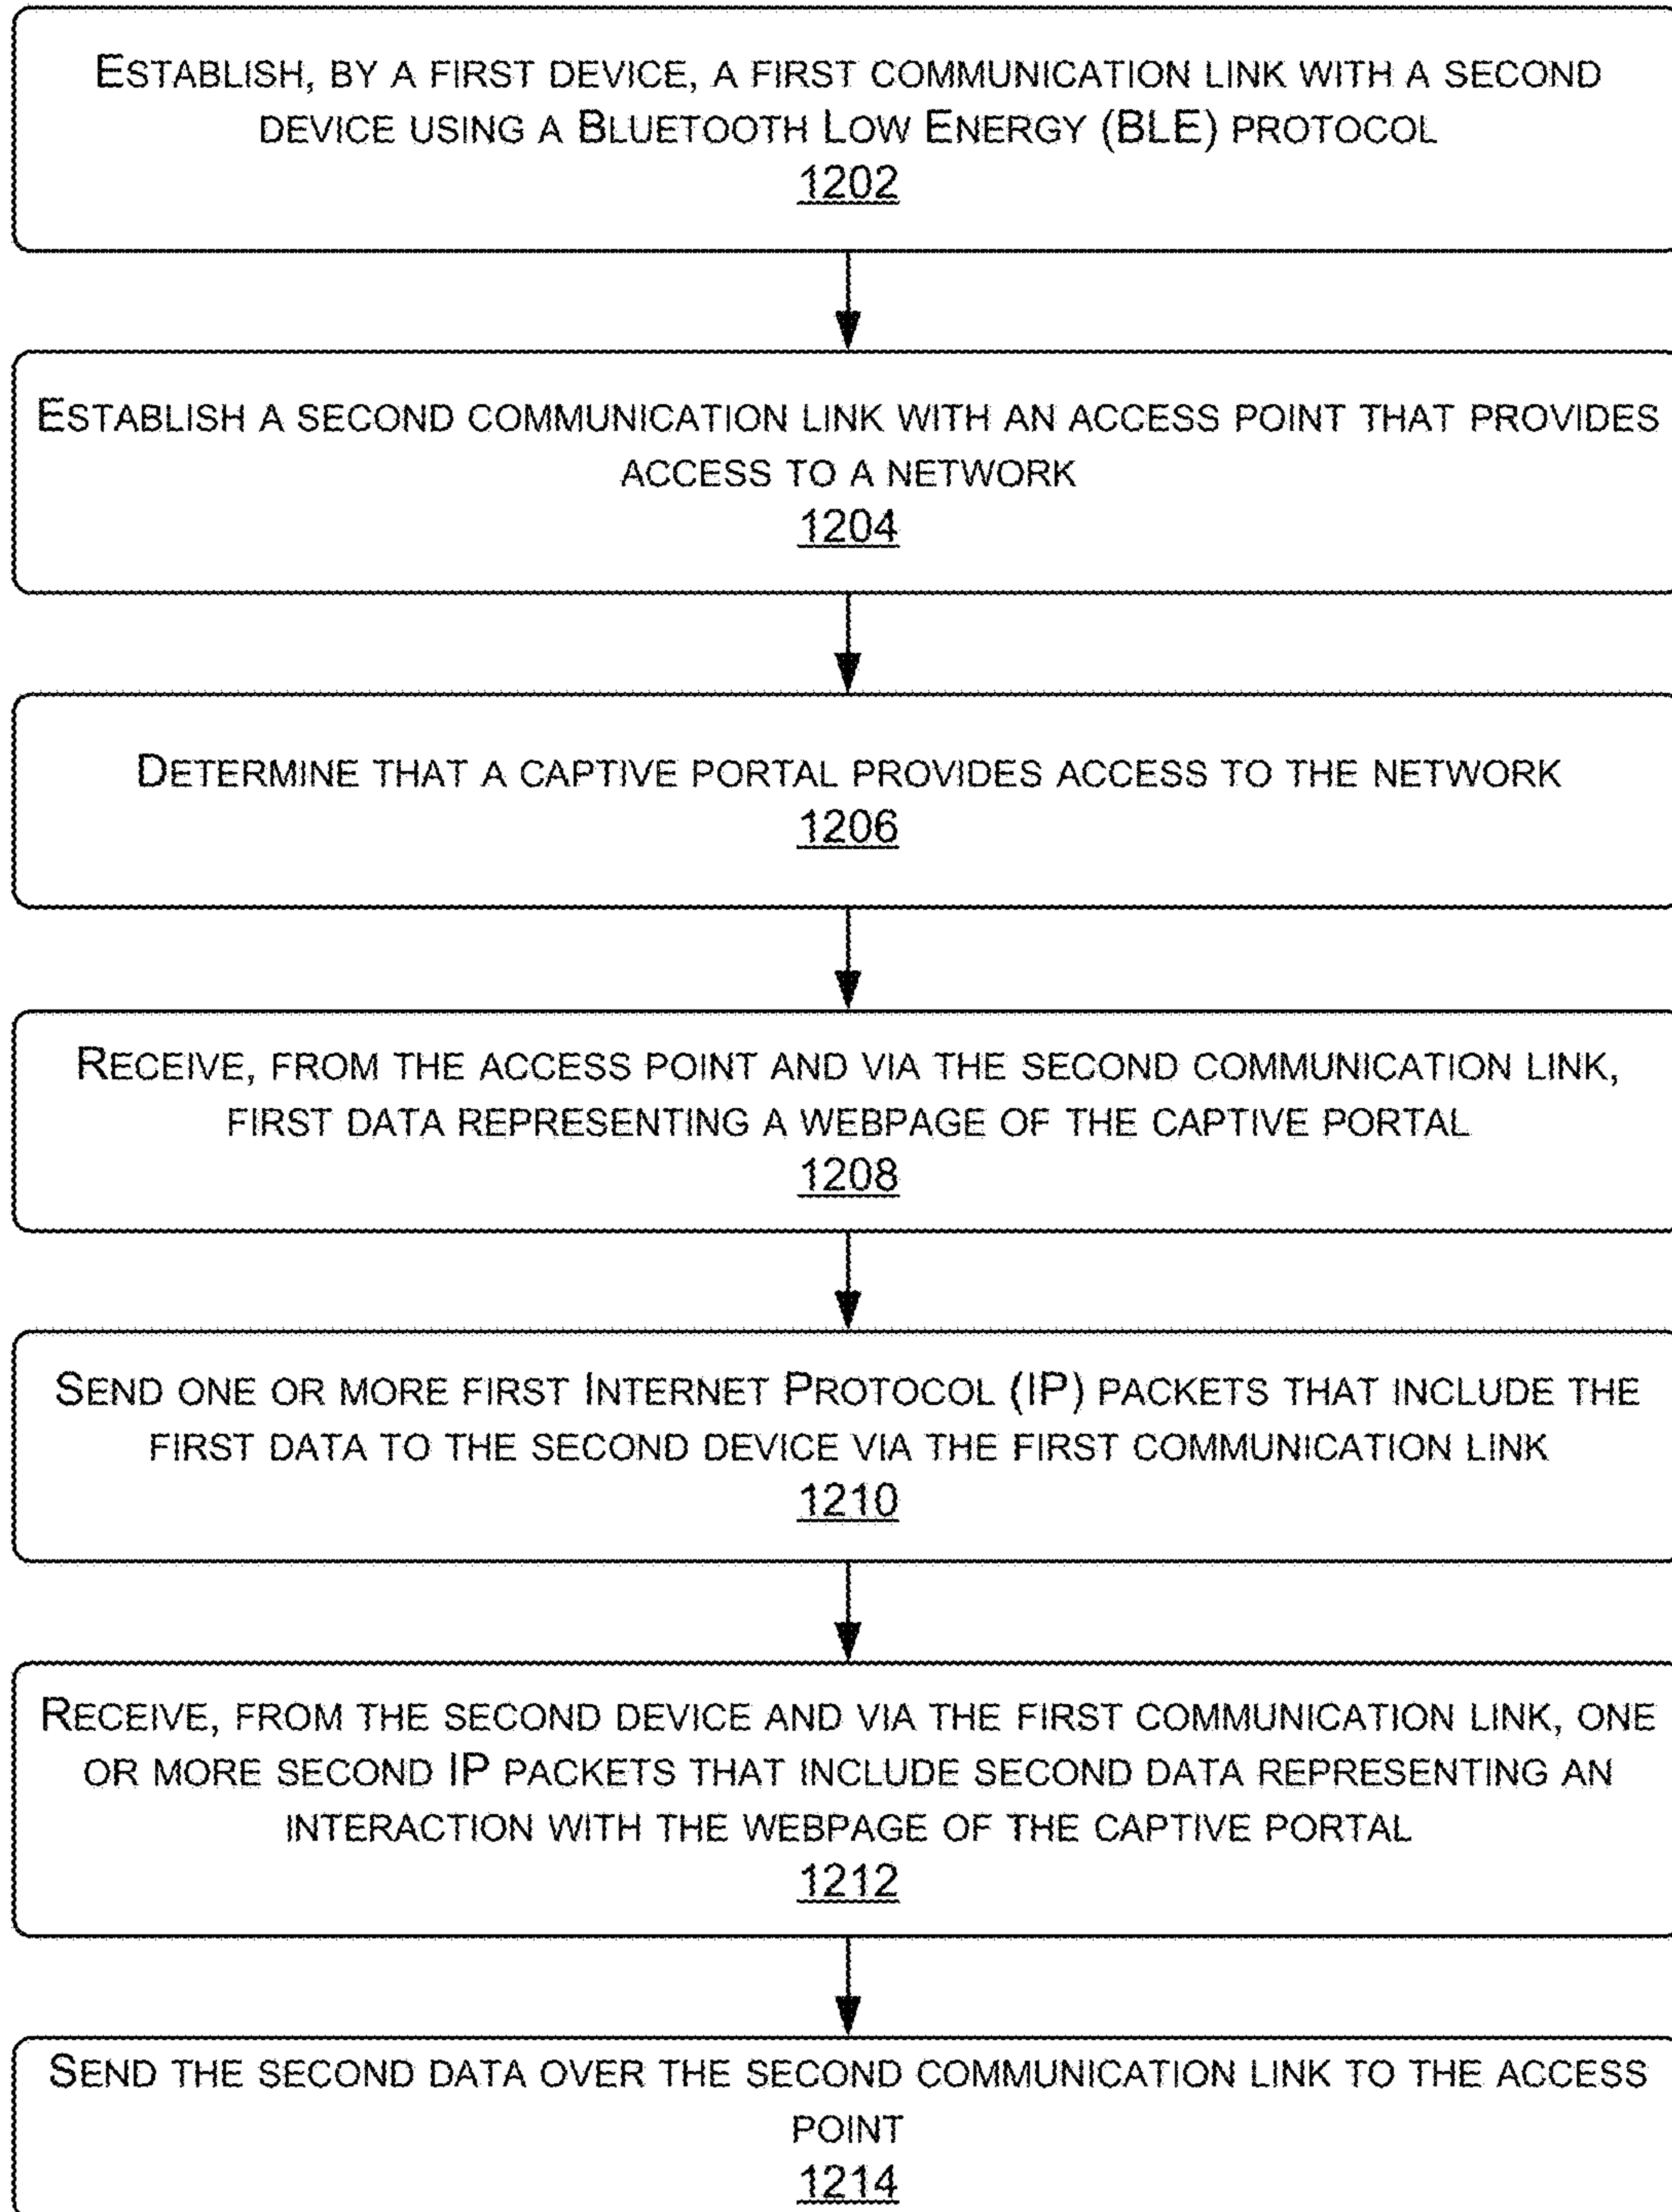 ESTABLISH, BY A FIRST DEVICE, A FIRST COMMUNICATION LINK WITH A SECOND
DEVICE USING A BLUETOOTH LOW ENERGY (BLE) PROTOCOL
1202
ESTABLISH A SECOND COMMUNICATION LINK WITH AN ACCESS POINT THAT PROVIDES
ACCESS TO A NETWORK
1204
DETERMINE THAT A CAPTIVE PORTAL PROVIDES ACCESS TO THE NETWORK
1206
RECEIVE, FROM THE ACCESS POINT AND VIA THE SECOND COMMUNICATION LINK,
FIRST DATA REPRESENTING A WEBPAGE OF THE CAPTIVE PORTAL
1208
SEND ONE OR MORE FIRST INTERNET PROTOCOL (IP) PACKETS THAT INCLUDE THE
FIRST DATA TO THE SECOND DEVICE VIA THE FIRST COMMUNICATION LINK
1210
RECEIVE, FROM THE SECOND DEVICE AND VIA THE FIRST COMMUNICATION LINK, ONE
OR MORE SECOND IP PACKETS THAT INCLUDE SECOND DATA REPRESENTING AN
INTERACTION WITH THE WEBPAGE OF THE CAPTIVE PORTAL
1212
SEND THE SECOND DATA OVER THE SECOND COMMUNICATION LINK TO THE ACCESS
POINT
1214